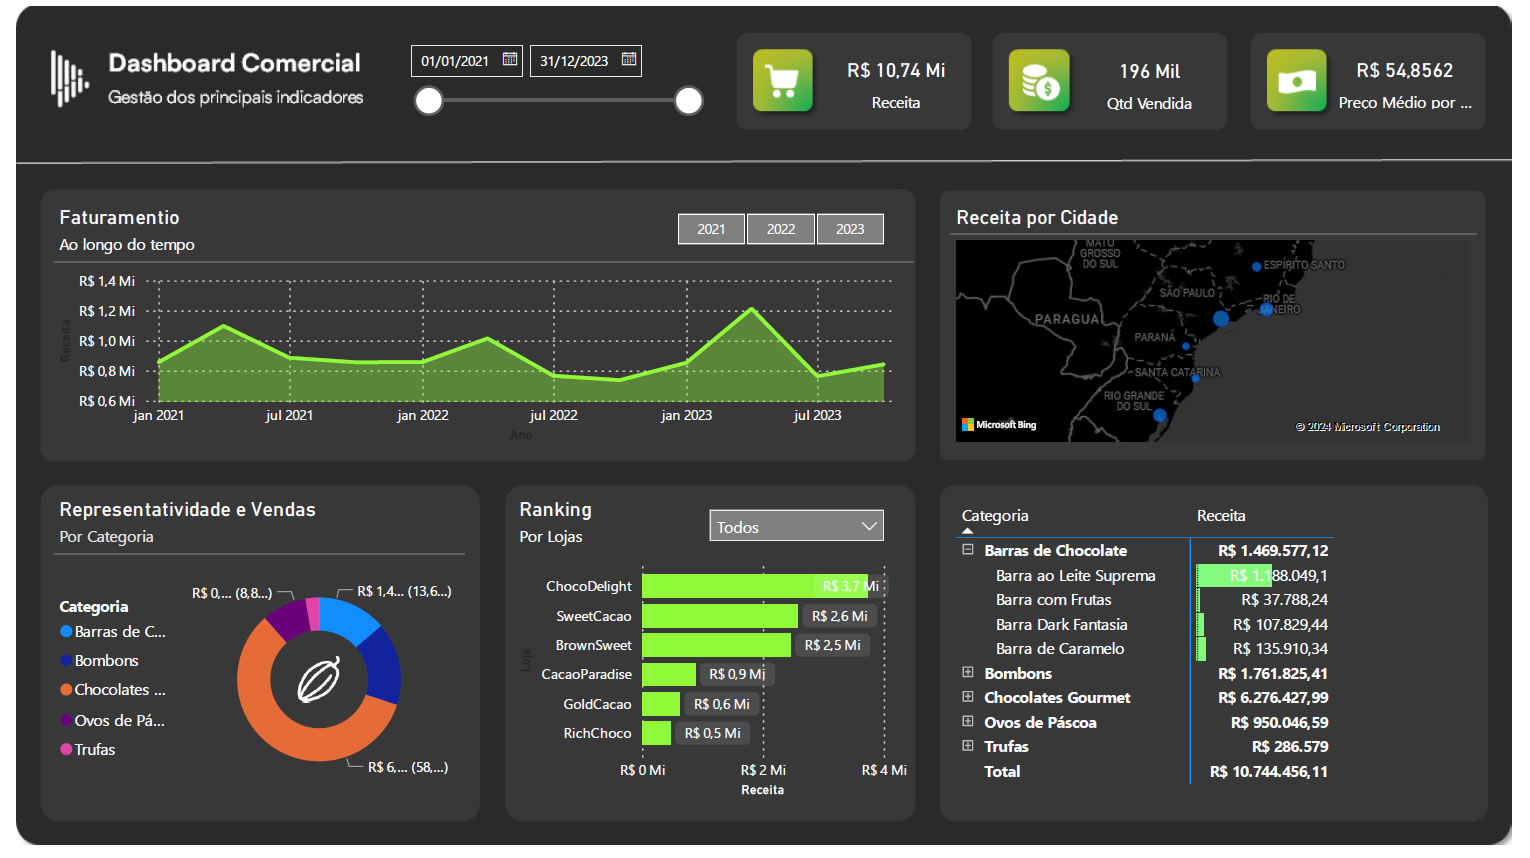 Dashboard Comercial
Gestão dos principais indicadores
01/01/2021
31/12/2023
R$ 10,74 Mi
Receita
196 Mil
Qtd Vendida
R$ 54,8562
Preço Médio por ...
Faturamentio
Ao longo do tempo
2021
2022
2023
R$ 1,4 Mi
R$ 1,2 Mi
R$ 1,0 Mi
R$ 0,8 Mi
R$ 0,6 Mi
Receita
jan 2021
jul 2021
jan 2022
jul 2022
jan 2023
jul 2023
Ano
Receita por Cidade
MATO
GROSSO
DO SUL
ESPÍRITO SANTO
SÃO PAULO
RIO DE
JANEIRO
PARAGUAI
PARANÁ
SANTA CATARINA
RIO GRANDE
DO SUL
Microsoft Bing
© 2024 Microsoft Corporation
Representatividade e Vendas
Por Categoria
Categoria
Barras de C...
Bombons
Chocolates ...
Ovos de Pá...
Trufas
R$ 0,... (8,8...)
R$ 1,4... (13,6...)
R$ 6,... (58,...)
Ranking
Por Lojas
Todos
Loja
ChocoDelight
R$ 3,7 Mi
SweetCacao
R$ 2,6 Mi
BrownSweet
R$ 2,5 Mi
CacaoParadise
R$ 0,9 Mi
GoldCacao
R$ 0,6 Mi
RichChoco
R$ 0,5 Mi
R$ 0 Mi
R$ 2 Mi
R$ 4 Mi
Receita
Categoria Receita
Barras de Chocolate R$ 1.469.577,12
Barra ao Leite Suprema R$ 1.188.049,1
Barra com Frutas R$ 37.788,24
Barra Dark Fantasia R$ 107.829,44
Barra de Caramelo R$ 135.910,34
Bombons R$ 1.761.825,41
Chocolates Gourmet R$ 6.276.427,99
Ovos de Páscoa R$ 950.046,59
Trufas R$ 286.579
Total R$ 10.744.456,11